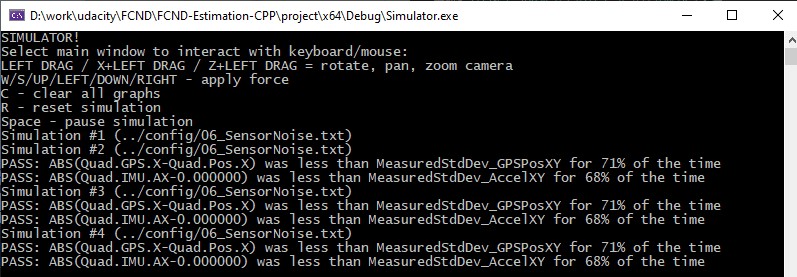 D:\work\udacity\FCND\FCND-Estimation-CPP\project\x64\Debug\Simulator.exe
SIMULATOR!
Select main window to interact with keyboard/mouse:
LEFT DRAG / X+LEFT DRAG / Z+LEFT DRAG = rotate, pan, zoom camera
W/S/UP/LEFT/DOWN/RIGHT - apply force
C - clear all graphs
R - reset simulation
Space - pause simulation
Simulation #1 (../config/06_SensorNoise.txt)
Simulation #2 (../config/06_SensorNoise.txt)
PASS: ABS(Quad.GPS.X-Quad.Pos.X) was less than MeasuredStdDev_GPSPosXY for 71% of the time
PASS: ABS(Quad.IMU.AX-0.000000) was less than MeasuredStdDev_AccelXY for 68% of the time
Simulation #3 (../config/06_SensorNoise.txt)
PASS: ABS(Quad.GPS.X-Quad.Pos.X) was less than MeasuredStdDev_GPSPosXY for 71% of the time
PASS: ABS(Quad.IMU.AX-0.000000) was less than MeasuredStdDev_AccelXY for 68% of the time
Simulation #4 (../config/06_SensorNoise.txt)
PASS: ABS(Quad.GPS.X-Quad.Pos.X) was less than MeasuredStdDev_GPSPosXY for 71% of the time
PASS: ABS(Quad.IMU.AX-0.000000) was less than MeasuredStdDev_AccelXY for 68% of the time